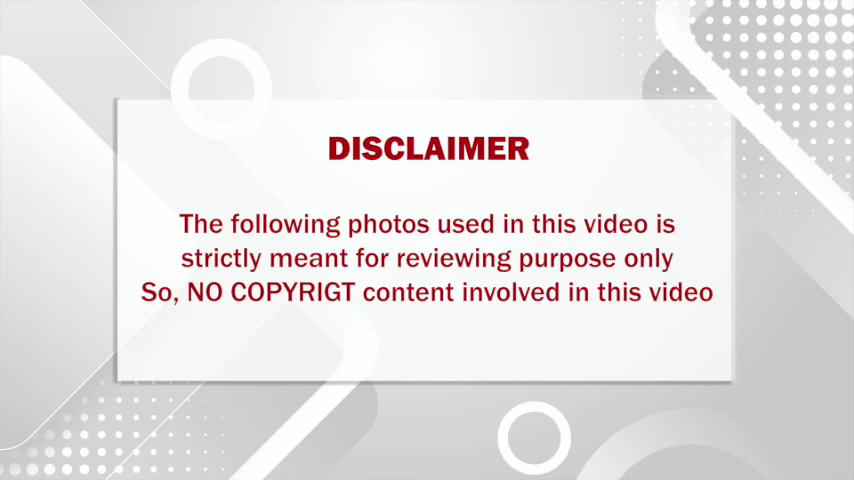 DISCLAIMER
The following photos used in this video is
strictly meant for reviewing purpose only
So, NO COPYRIGT content involved in this video